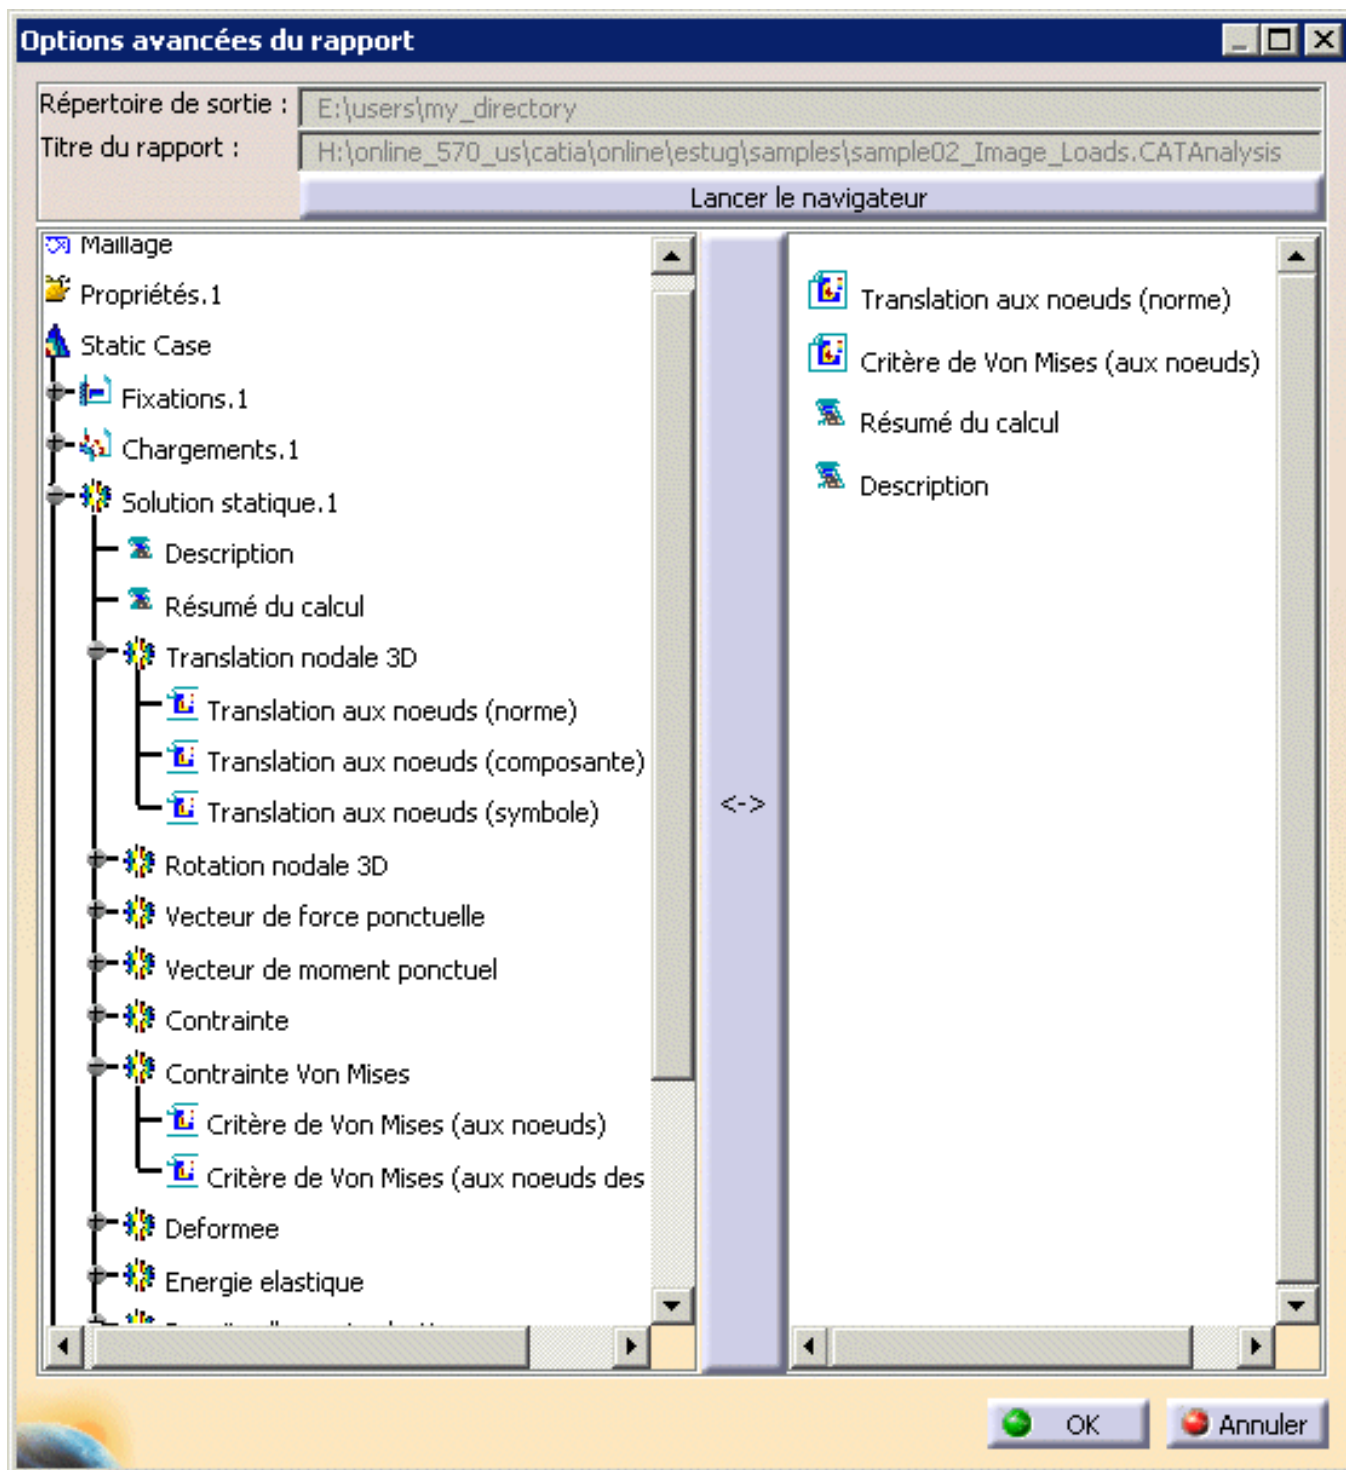 Options avancées du rapport
Répertoire de sortie : E:\users\my_directory
Titre du rapport : H:\online_570_us\catia\online\estug\samples\sample02_Image_Loads.CATAnalysis
Lancer le navigateur
Maillage
Propriétés.1
Static Case
Fixations.1
Chargements.1
Solution statique.1
Description
Résumé du calcul
Translation nodale 3D
Translation aux noeuds (norme)
Translation aux noeuds (composante)
Translation aux noeuds (symbole)
Rotation nodale 3D
Vecteur de force ponctuelle
Vecteur de moment ponctuel
Contrainte
Contrainte Von Mises
Critère de Von Mises (aux noeuds)
Critère de Von Mises (aux noeuds des
Deformee
Energie elastique
<->
Translation aux noeuds (norme)
Critère de Von Mises (aux noeuds)
Résumé du calcul
Description
OK
Annuler